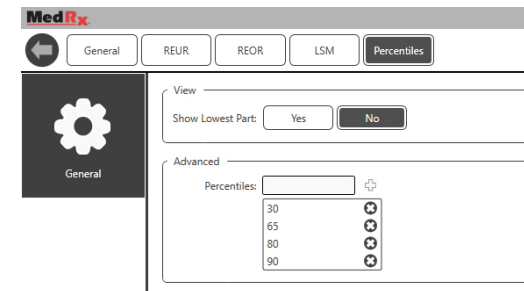 MedRx
General REUR REOR LSM Percentiles
General
View
Show Lowest Part: Yes No
Advanced
Percentiles:
30
65
80
90